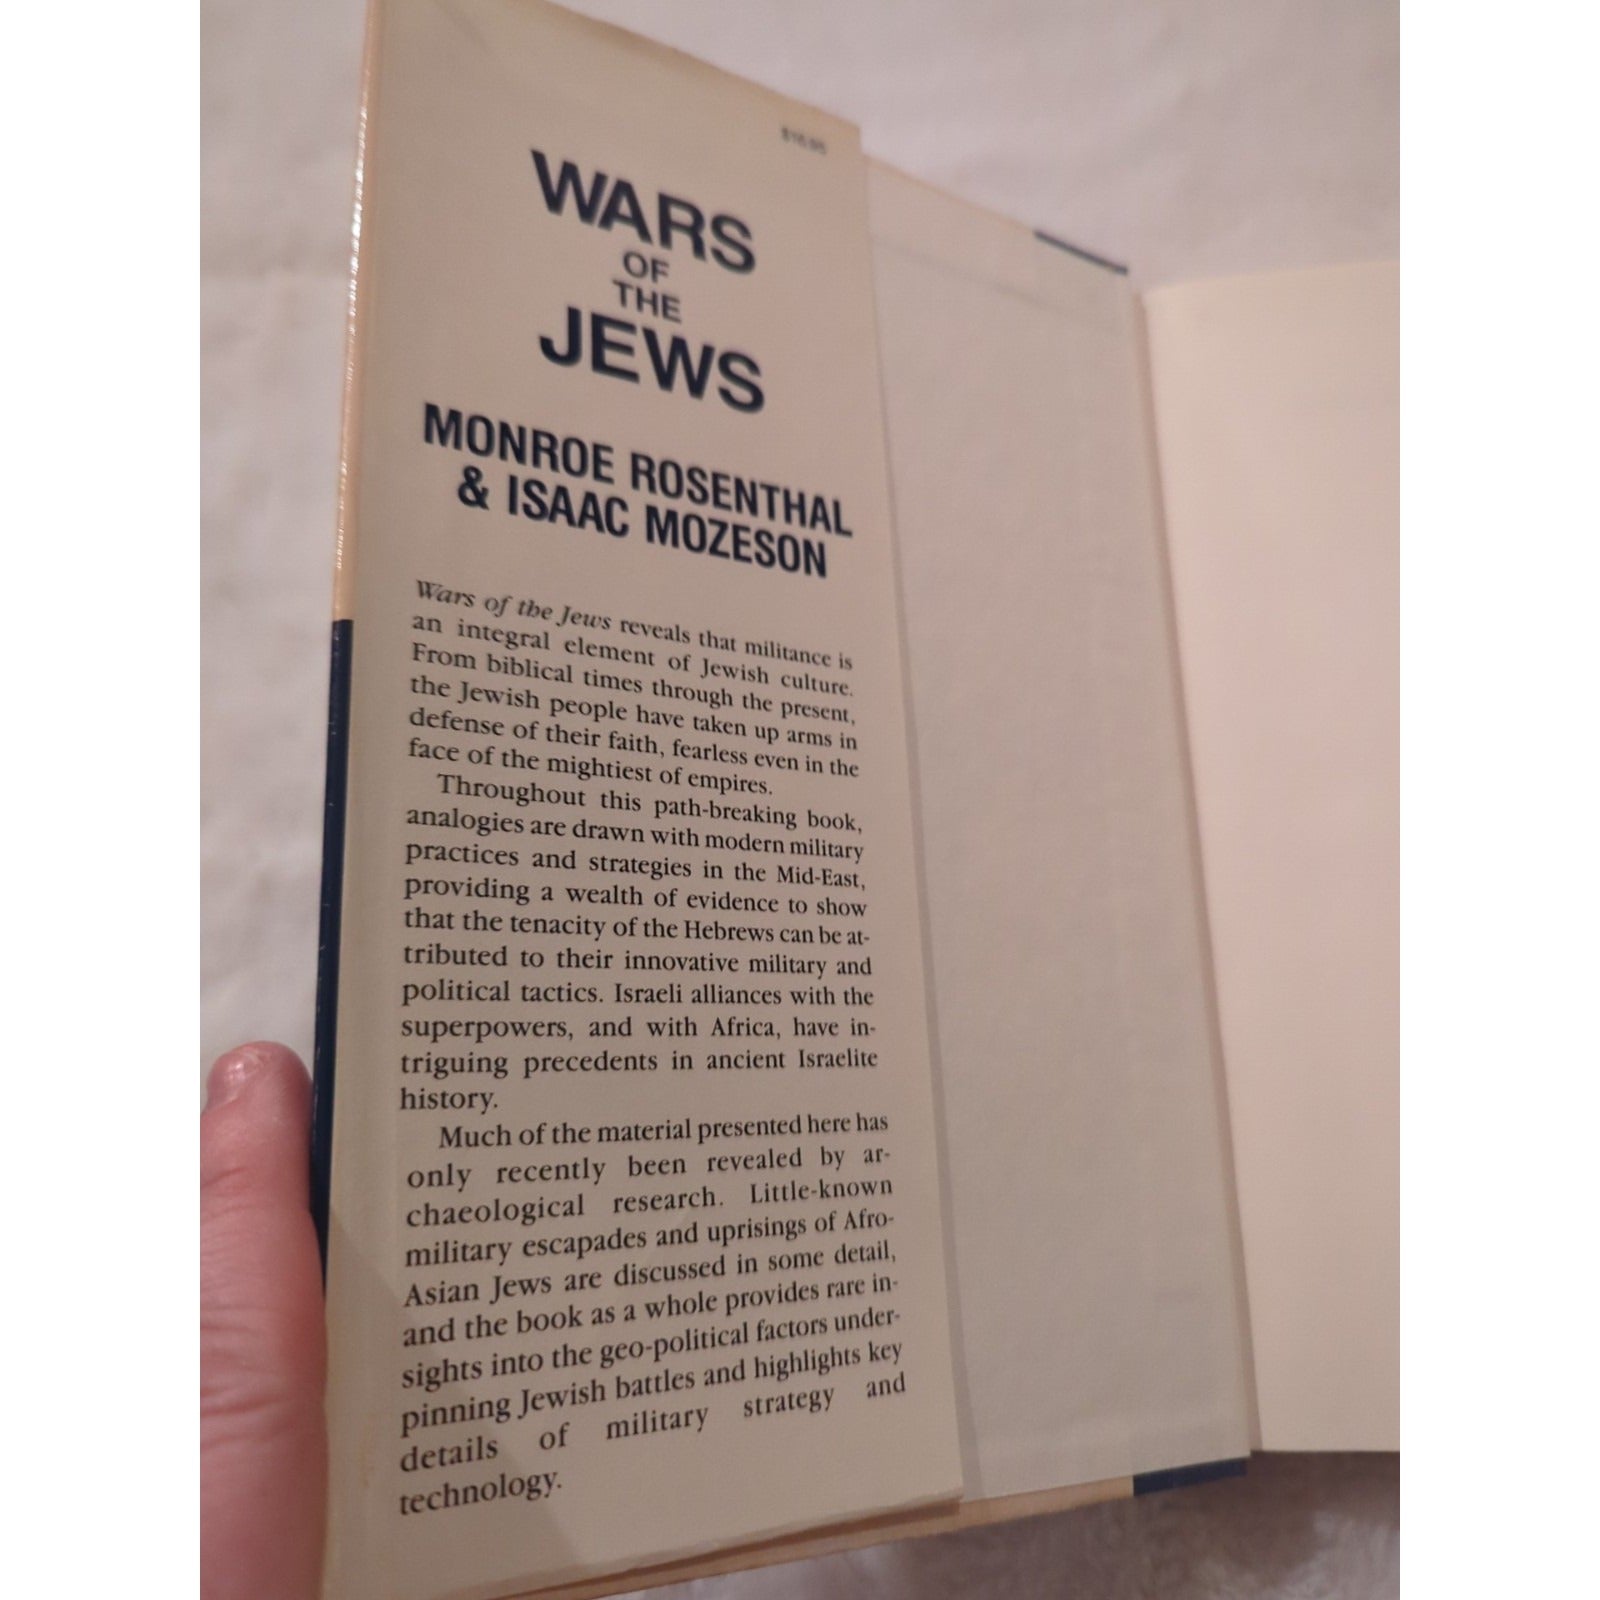 $16.95
WARS
OF
THE
JEWS
MONROE ROSENTHAL
& ISAAC MOZESON
Wars of the Jews reveals that militance is
an integral element of Jewish culture.
From biblical times through the present,
the Jewish people have taken up arms in
defense of their faith, fearless even in the
face of the mightiest of empires.
Throughout this path-breaking book,
analogies are drawn with modern military
practices and strategies in the Mid-East,
providing a wealth of evidence to show
that the tenacity of the Hebrews can be at-
tributed to their innovative military and
political tactics. Israeli alliances with the
superpowers, and with Africa, have in-
triguing precedents in ancient Israelite
history.
Much of the material presented here has
only recently been revealed by ar-
chaeological research. Little-known
military escapades and uprisings of Afro-
Asian Jews are discussed in some detail,
and the book as a whole provides rare in-
sights into the geo-political factors under-
pinning Jewish battles and highlights key
details of military strategy and
technology.